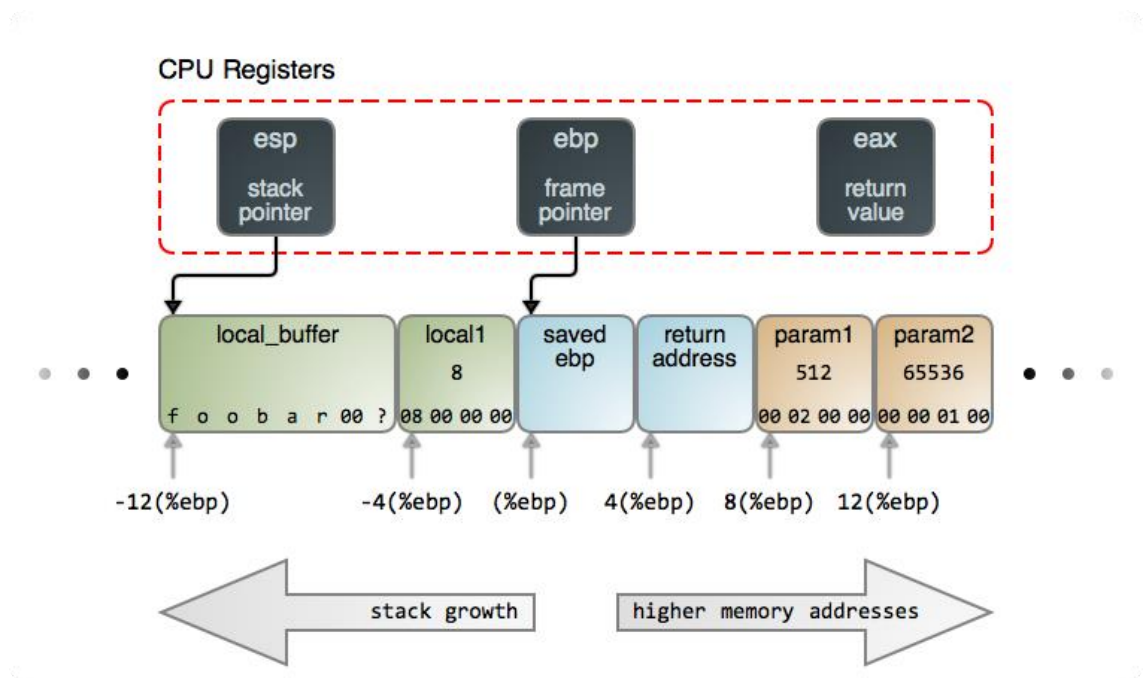 CPU Registers
esp
stack
pointer
ebp
frame
pointer
eax
return
value
local_buffer
f o o b a r 00 ?
local1
8
08 00 00 00
saved
ebp
return
address
param1
512
00 02 00 00
param2
65536
00 00 01 00
-12(%ebp)
-4(%ebp)
(%ebp)
4(%ebp)
8(%ebp)
12(%ebp)
stack growth
higher memory addresses